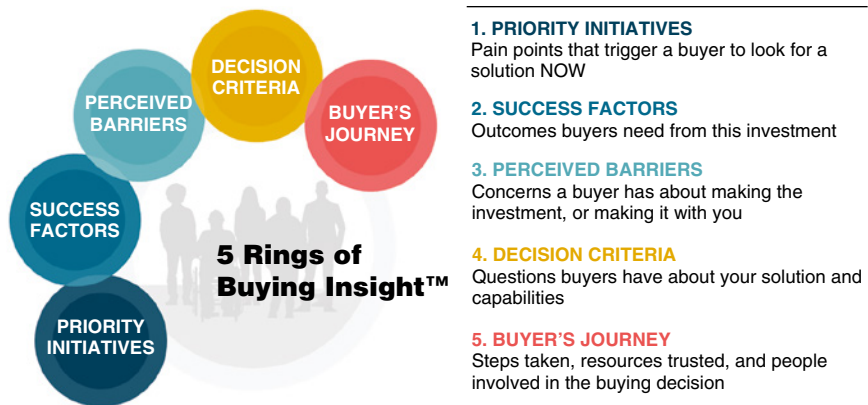 DECISION
CRITERIA
PERCEIVED
BARRIERS
BUYER'S
JOURNEY
SUCCESS
FACTORS
5 Rings of
Buying Insight™
PRIORITY
INITIATIVES
1. PRIORITY INITIATIVES
Pain points that trigger a buyer to look for a
solution NOW
2. SUCCESS FACTORS
Outcomes buyers need from this investment
3. PERCEIVED BARRIERS
Concerns a buyer has about making the
investment, or making it with you
4. DECISION CRITERIA
Questions buyers have about your solution and
capabilities
5. BUYER'S JOURNEY
Steps taken, resources trusted, and people
involved in the buying decision